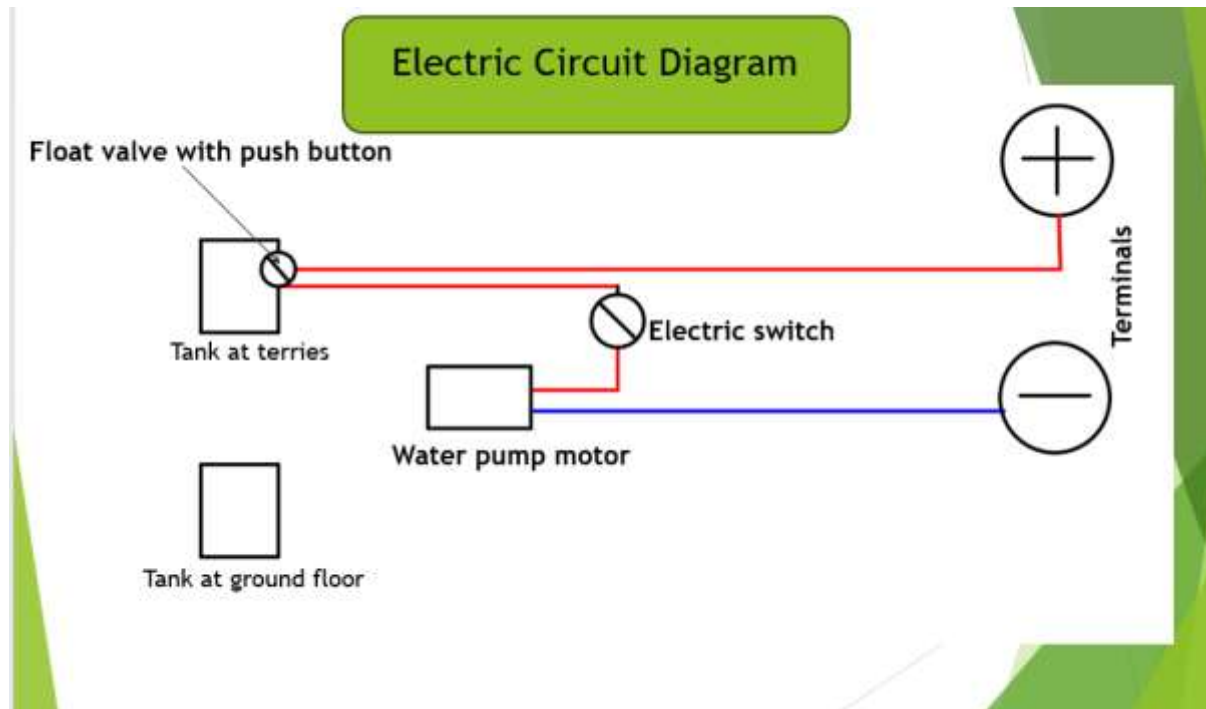 Electric Circuit Diagram
Float valve with push button
Terminals
Electric switch
Tank at terries
Water pump motor
Tank at ground floor